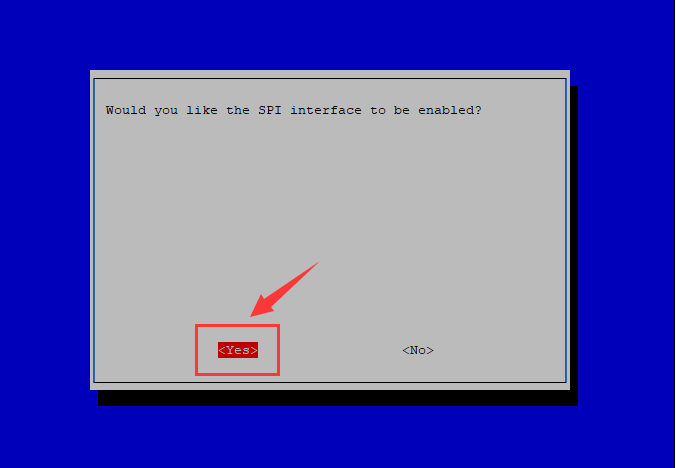 Would you like the SPI interface to be enabled?
<Yes> <No>